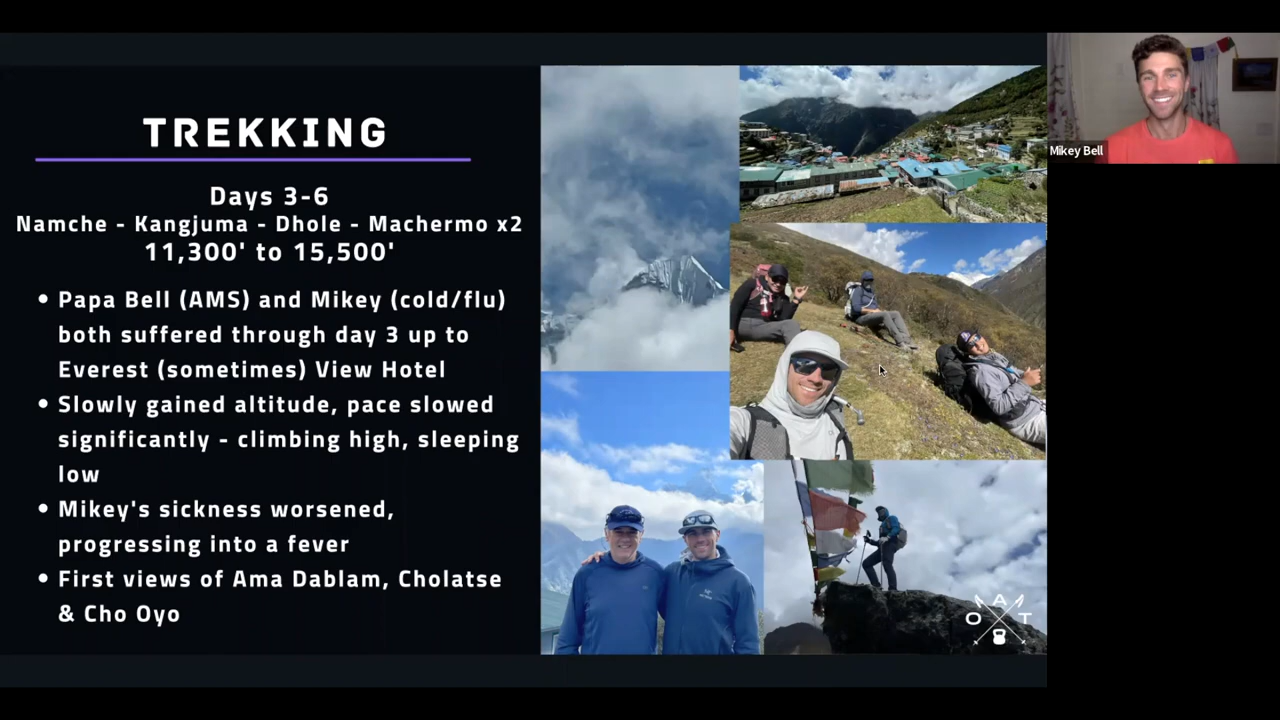 TREKKING
Days 3-6
Namche - Kangjuma - Dhole - Machermo x2
11,300' to 15,500'
• Papa Bell (AMS) and Mikey (cold/flu)
both suffered through day 3 up to
Everest (sometimes) View Hotel
• Slowly gained altitude, pace slowed
significantly - climbing high, sleeping
low
• Mikey's sickness worsened,
progressing into a fever
• First views of Ama Dablam, Cholatse
& Cho Oyo
Mikey Bell
A
O T